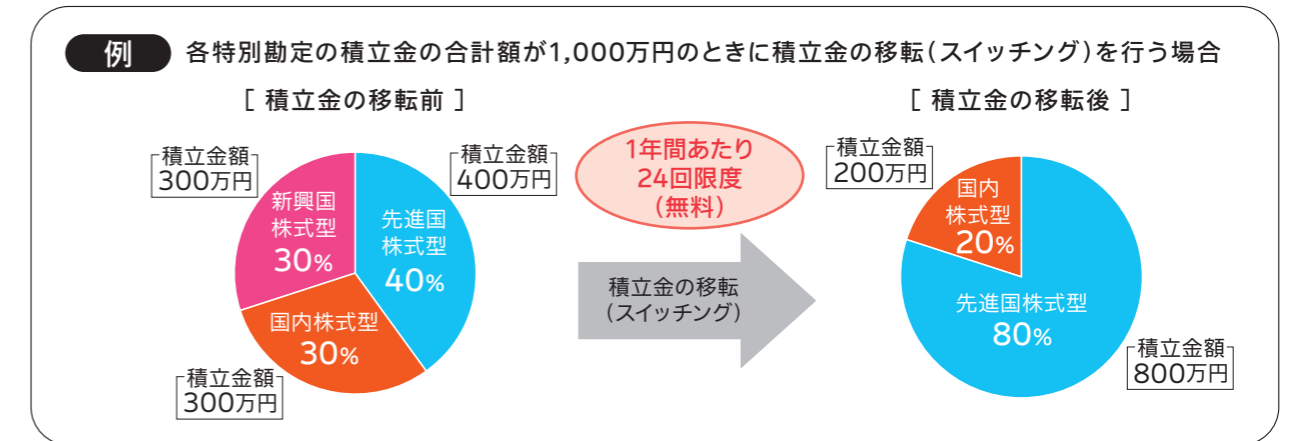 例 各特別勘定の積立金の合計額が1,000万円のときに積立金の移転(スイッチング)を行う場合
[ 積立金の移転前 ]
積立金額
300万円
積立金額
400万円
新興国
株式型
30%
先進国
株式型
40%
国内株式型
30%
積立金額
300万円
1年間あたり
24回限度
(無料)
積立金の移転
(スイッチング)
[ 積立金の移転後 ]
積立金額
200万円
国内
株式型
20%
先進国株式型
80%
積立金額
800万円